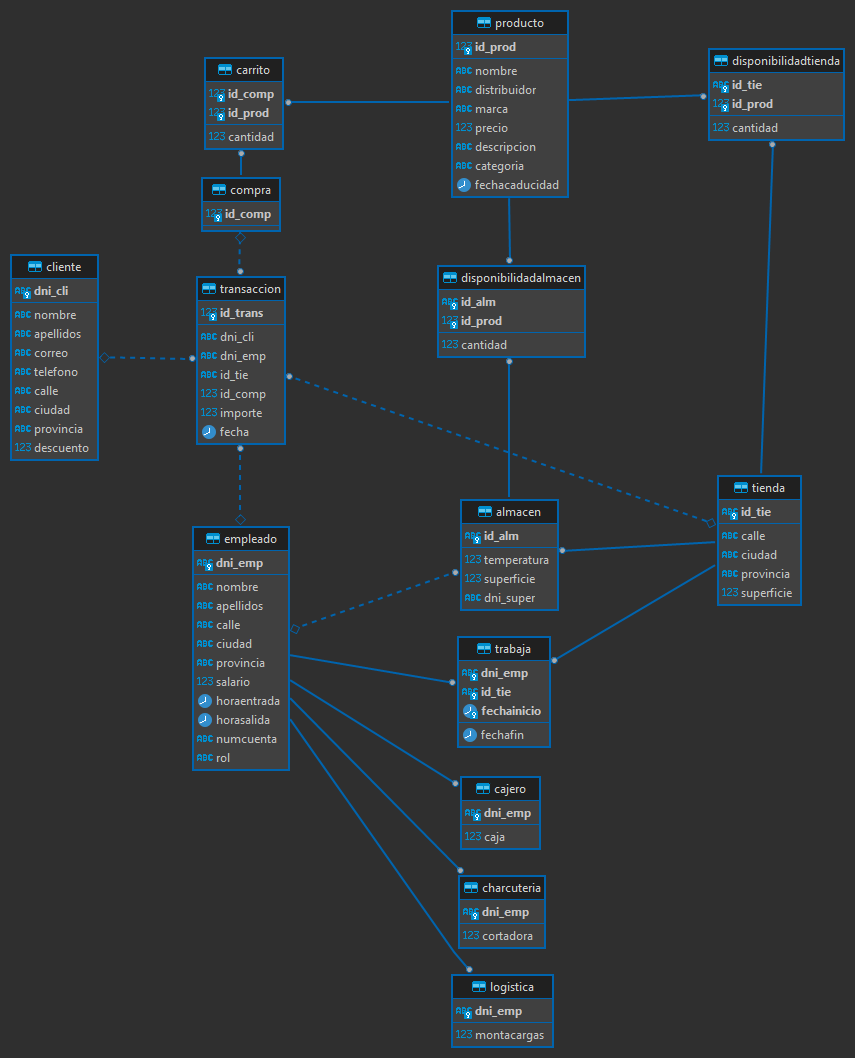 producto
123 id_prod
ABC nombre
ABC distribuidor
ABC marca
123 precio
ABC descripcion
ABC categoria
fechacaducidad
carrito
123 id_comp
123 id_prod
123 cantidad
disponibilidadtienda
ABC id_tie
123 id_prod
123 cantidad
compra
123 id_comp
cliente
ABC dni_cli
ABC nombre
ABC apellidos
ABC correo
ABC telefono
ABC calle
ABC ciudad
ABC provincia
123 descuento
transaccion
123 id_trans
ABC dni_cli
ABC dni_emp
ABC id_tie
123 id_comp
123 importe
fecha
disponibilidadalmacen
ABC id_alm
123 id_prod
123 cantidad
tienda
ABC id_tie
ABC calle
ABC ciudad
ABC provincia
123 superficie
almacen
ABC id_alm
123 temperatura
123 superficie
ABC dni_super
empleado
ABC dni_emp
ABC nombre
ABC apellidos
ABC calle
ABC ciudad
ABC provincia
123 salario
horaentrada
horasalida
ABC numcuenta
ABC rol
trabaja
ABC dni_emp
ABC id_tie
fechainicio
fechafin
cajero
ABC dni_emp
123 caja
charcuteria
ABC dni_emp
123 cortadora
logistica
ABC dni_emp
123 montacargas